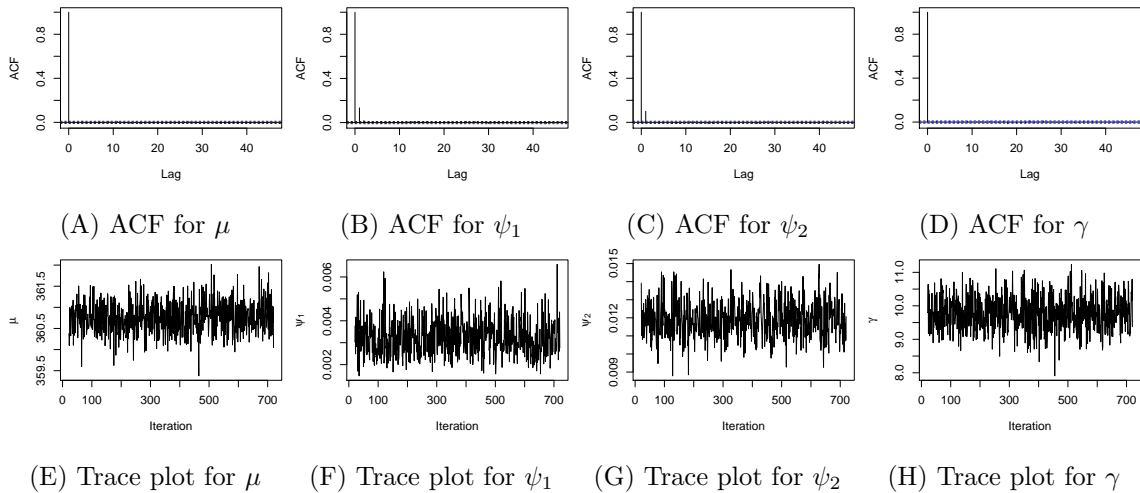 ACF
0.0 0.4 0.8
0 10 20 30 40
Lag
ACF
0.0 0.4 0.8
0 10 20 30 40
Lag
ACF
0.0 0.4 0.8
0 10 20 30 40
Lag
ACF
0.0 0.4 0.8
0 10 20 30 40
Lag
(A) ACF for μ
(B) ACF for ψ₁
(C) ACF for ψ₂
(D) ACF for γ
μ
359.5 360.5 361.5
0 100 300 500 700
Iteration
ψ₁
0.002 0.004 0.006
0 100 300 500 700
Iteration
ψ₂
0.009 0.012 0.015
0 100 300 500 700
Iteration
γ
8.0 9.0 10.0 11.0
0 100 300 500 700
Iteration
(E) Trace plot for μ
(F) Trace plot for ψ₁
(G) Trace plot for ψ₂
(H) Trace plot for γ